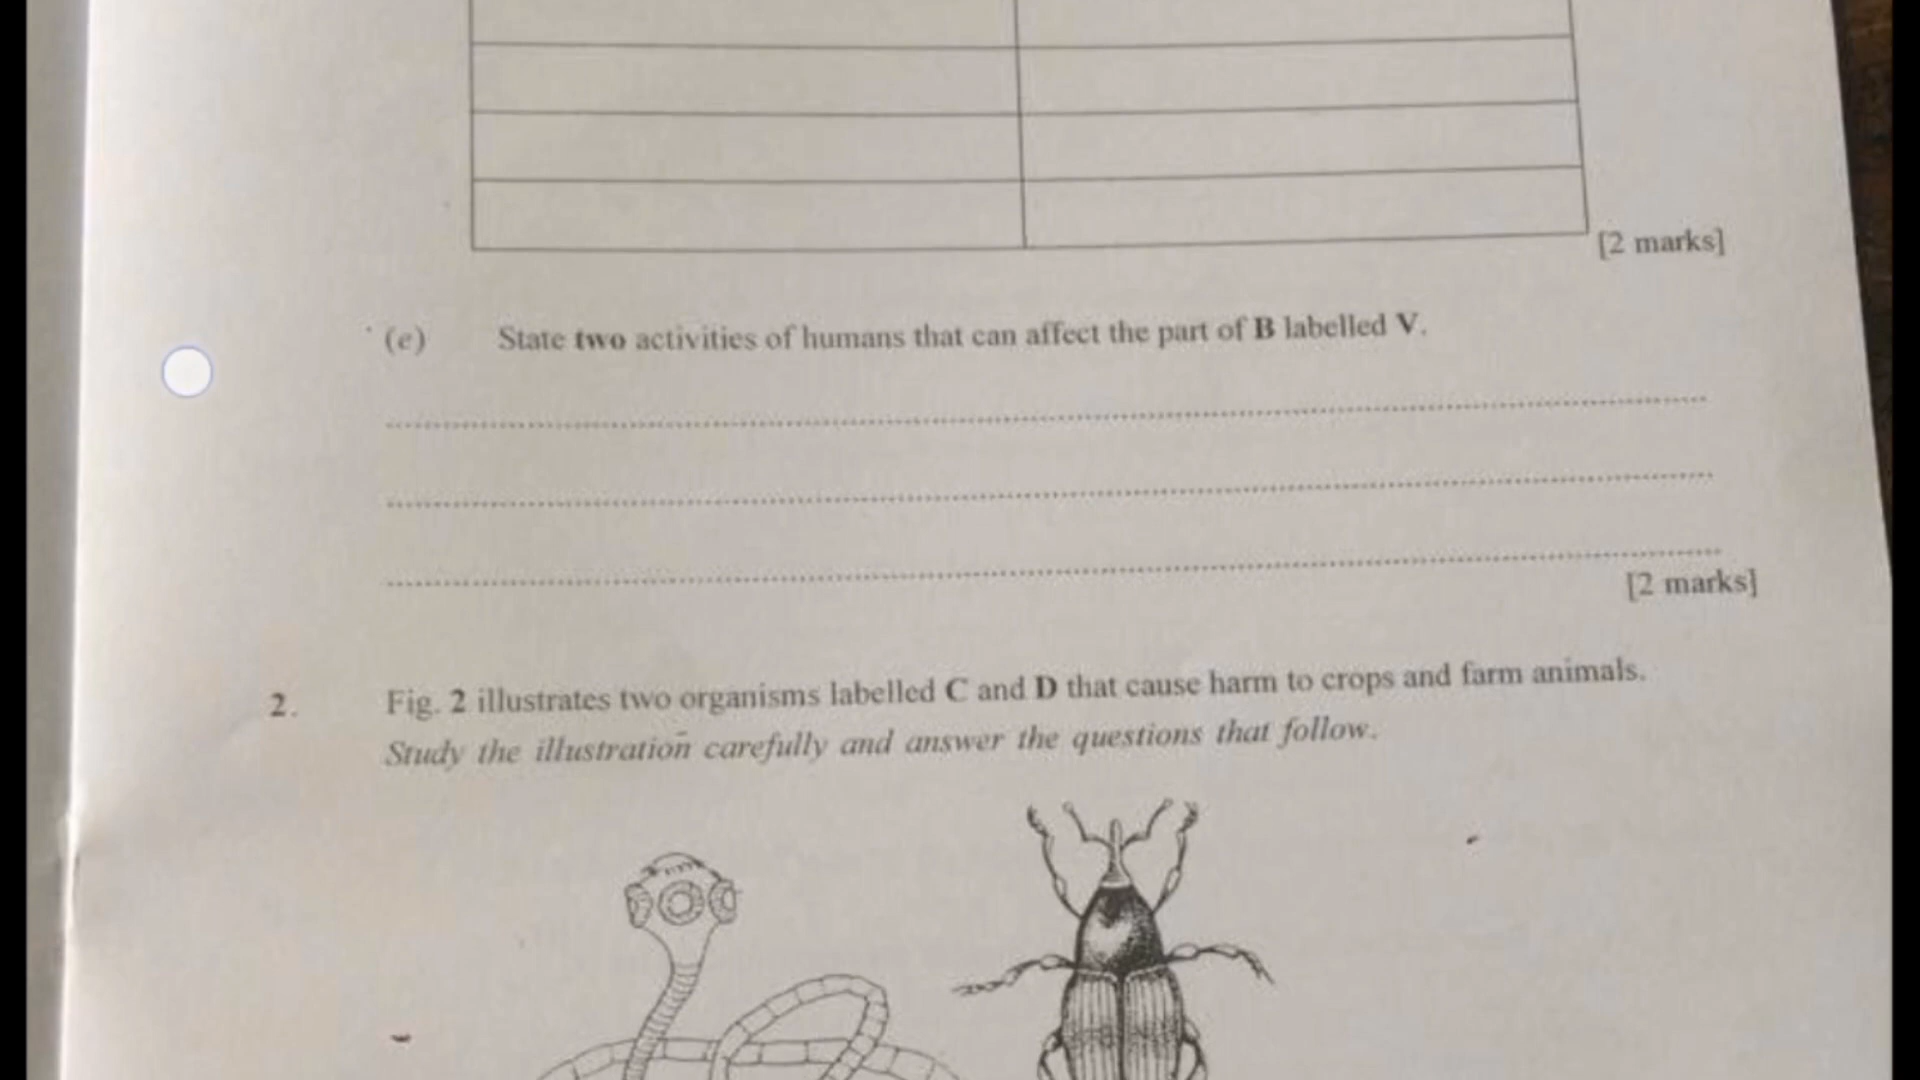 [2 marks]
(e) State two activities of humans that can affect the part of B labelled V.
[2 marks]
2. Fig. 2 illustrates two organisms labelled C and D that cause harm to crops and farm animals.
Study the illustration carefully and answer the questions that follow.